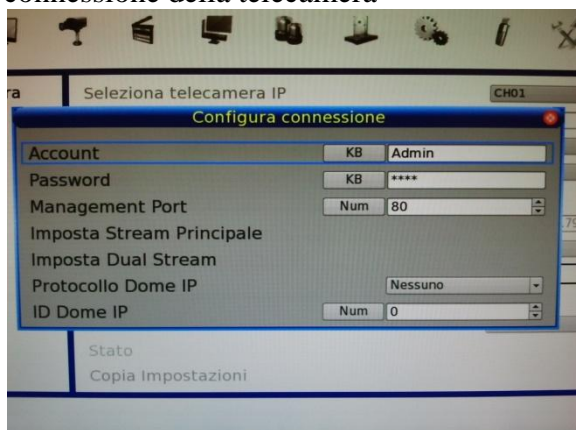 connessione della telecamera
ra
Seleziona telecamera IP
CH01
Configura connessione
Account KB Admin
Password KB ****
Management Port Num 80
Imposta Stream Principale
Imposta Dual Stream
Protocollo Dome IP Nessuno
ID Dome IP Num 0
Stato
Copia Impostazioni